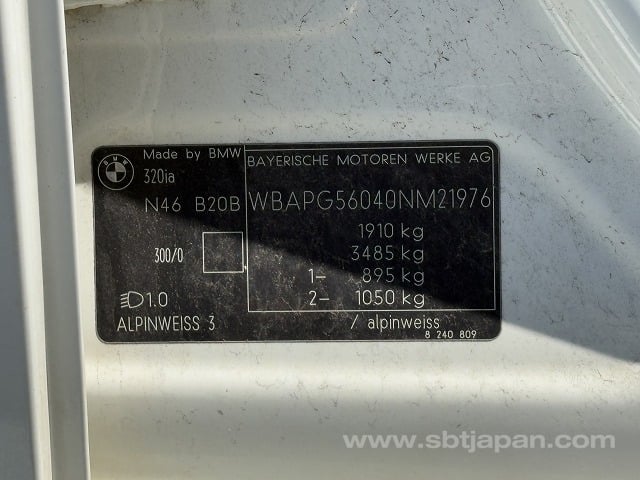 BMW
Made by BMW
320ia
N46 B20B
BAYERISCHE MOTOREN WERKE AG
WBAPG56040NM21976
1910 kg
3485 kg
1– 895 kg
2– 1050 kg
300/0
1.0
ALPINWEISS 3 / alpinweiss
8 240 809
www.sbtjapan.com